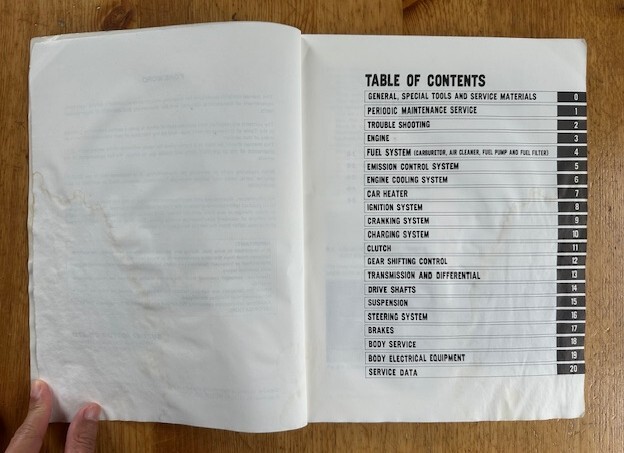 TABLE OF CONTENTS
GENERAL, SPECIAL TOOLS AND SERVICE MATERIALS 0
PERIODIC MAINTENANCE SERVICE 1
TROUBLE SHOOTING 2
ENGINE 3
FUEL SYSTEM (CARBURETOR, AIR CLEANER, FUEL PUMP AND FUEL FILTER) 4
EMISSION CONTROL SYSTEM 5
ENGINE COOLING SYSTEM 6
CAR HEATER 7
IGNITION SYSTEM 8
CRANKING SYSTEM 9
CHARGING SYSTEM 10
CLUTCH 11
GEAR SHIFTING CONTROL 12
TRANSMISSION AND DIFFERENTIAL 13
DRIVE SHAFTS 14
SUSPENSION 15
STEERING SYSTEM 16
BRAKES 17
BODY SERVICE 18
BODY ELECTRICAL EQUIPMENT 19
SERVICE DATA 20